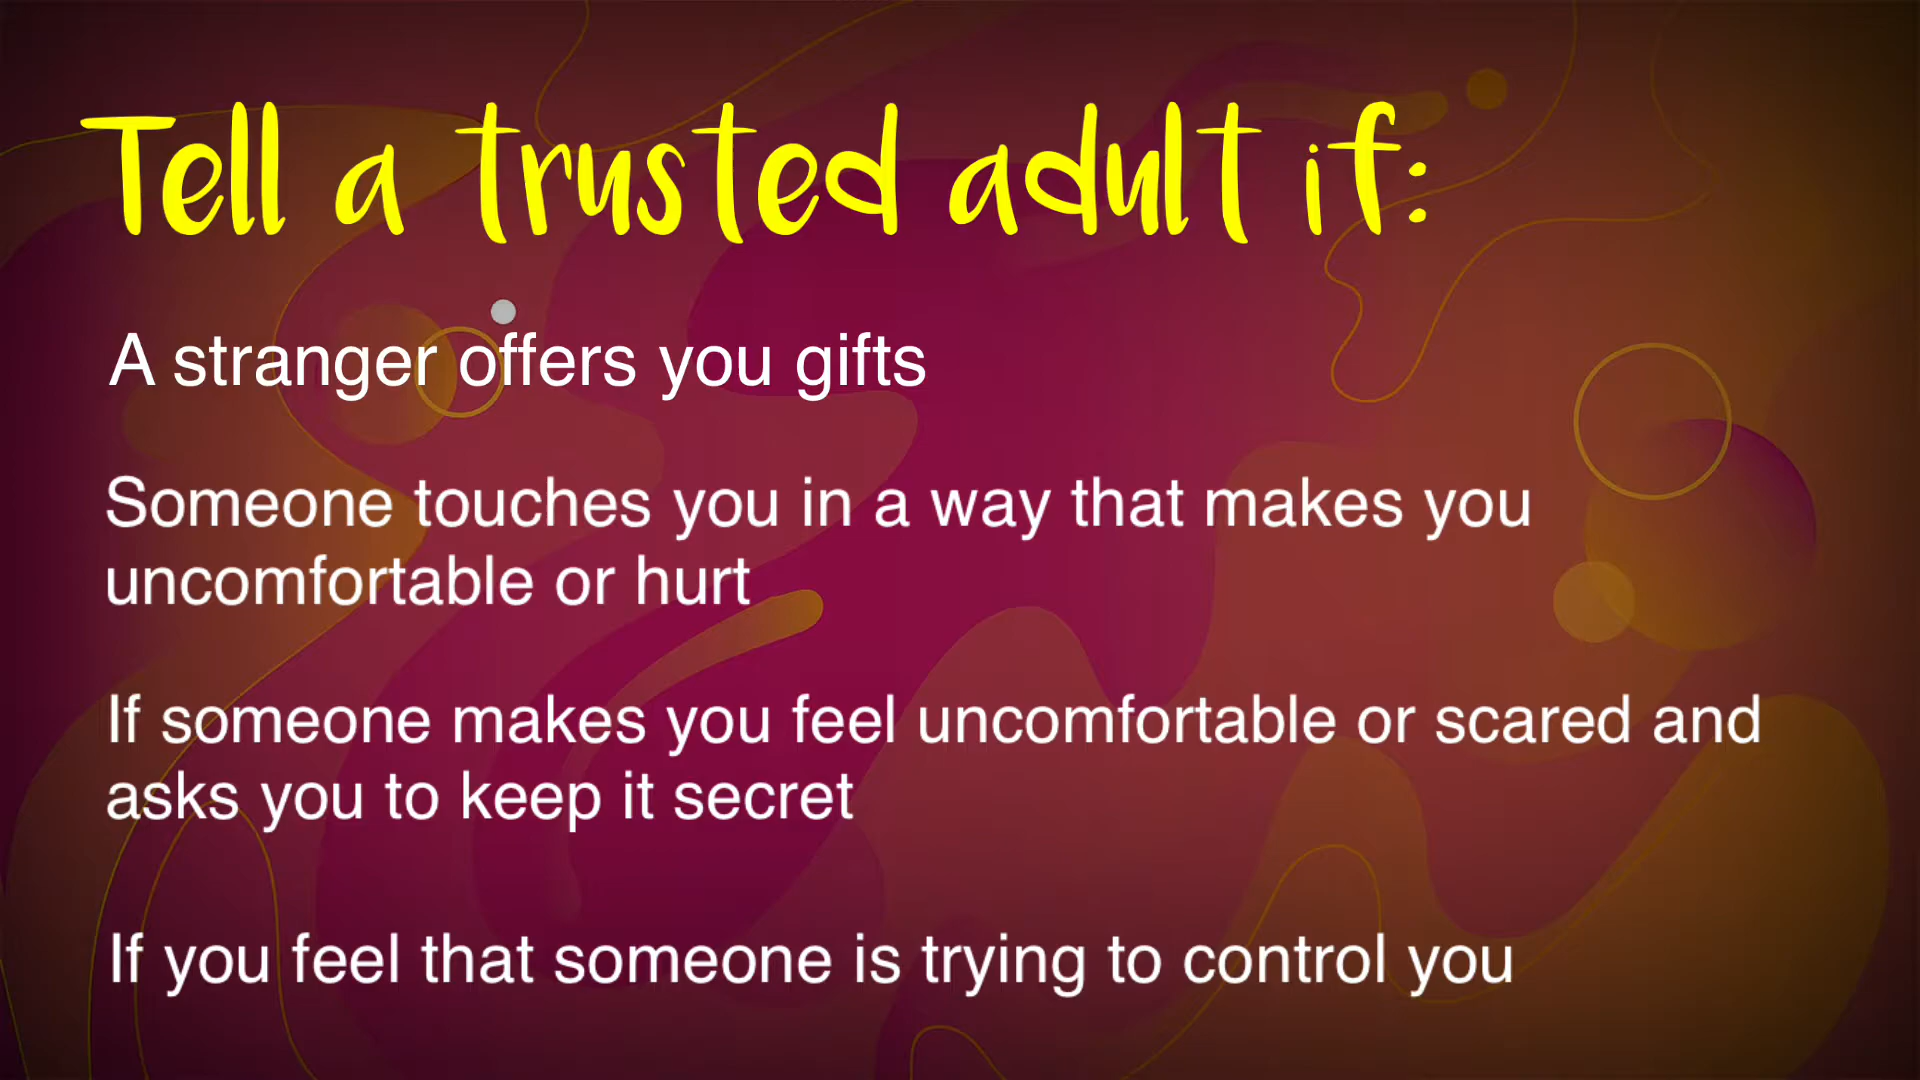 Tell a trusted adult if:
A stranger offers you gifts
Someone touches you in a way that makes you
uncomfortable or hurt
If someone makes you feel uncomfortable or scared and
asks you to keep it secret
If you feel that someone is trying to control you